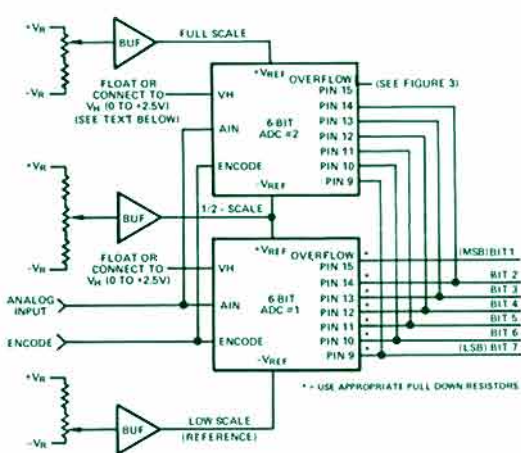 +VR
BUF
FULL SCALE
-VR
+VREF
OVERFLOW
PIN 15
(SEE FIGURE 3)
FLOAT OR
CONNECT TO
VH (0 TO +2.5V)
(SEE TEXT BELOW)
VH
PIN 14
PIN 13
AIN
6-BIT
ADC #2
PIN 12
PIN 11
ENCODE
PIN 10
-VREF
PIN 9
+VR
BUF
1/2 - SCALE
-VR
+VREF
OVERFLOW
PIN 15
*
(MSB) BIT 1
FLOAT OR
CONNECT TO
VH (0 TO +2.5V)
VH
PIN 14
*
BIT 2
PIN 13
*
BIT 3
ANALOG
INPUT
AIN
6-BIT
ADC #1
PIN 12
*
BIT 4
PIN 11
*
BIT 5
ENCODE
ENCODE
PIN 10
*
BIT 6
-VREF
PIN 9
*
(LSB) BIT 7
* = USE APPROPRIATE PULL DOWN RESISTORS
+VR
BUF
LOW SCALE
(REFERENCE)
-VR